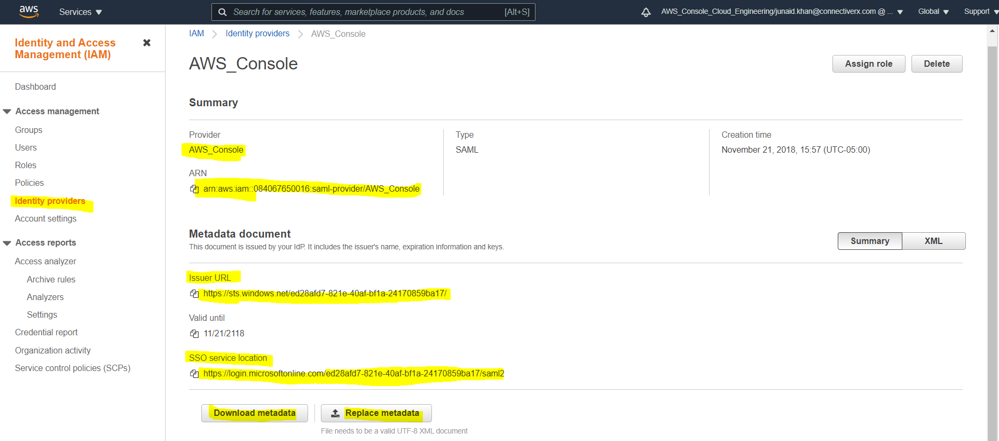 aws
Services
Search for services, features, marketplace products, and docs [Alt+S]
AWS_Console_Cloud_Engineering/junaid.khan@connectiverx.com @ ...
Global
Support
Identity and Access
Management (IAM)
Dashboard
Access management
Groups
Users
Roles
Policies
Identity providers
Account settings
Access reports
Access analyzer
Archive rules
Analyzers
Settings
Credential report
Organization activity
Service control policies (SCPs)
IAM > Identity providers > AWS_Console
AWS_Console
Assign role
Delete
Summary
Provider
AWS_Console
ARN
arn:aws:iam::084067650016:saml-provider/AWS_Console
Type
SAML
Creation time
November 21, 2018, 15:57 (UTC-05:00)
Metadata document
This document is issued by your IdP. It includes the issuer's name, expiration information and keys.
Summary
XML
Issuer URL
https://sts.windows.net/ed28afd7-821e-40af-bf1a-24170859ba17/
Valid until
11/21/2118
SSO service location
https://login.microsoftonline.com/ed28afd7-821e-40af-bf1a-24170859ba17/saml2
Download metadata
Replace metadata
File needs to be a valid UTF-8 XML document